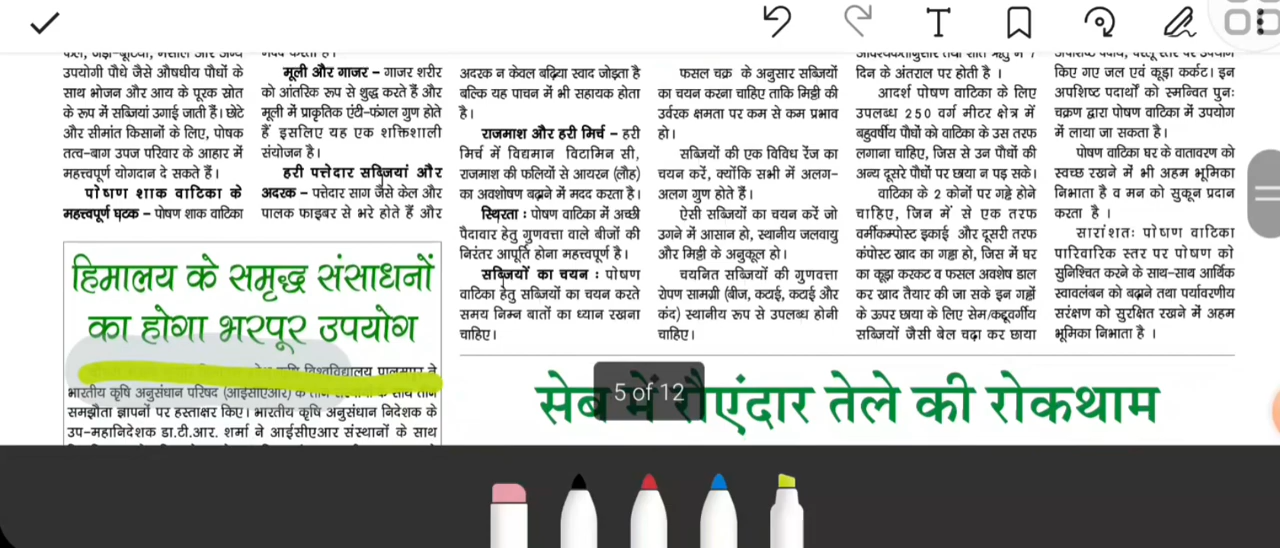 उपयोगी पौधे जैसे औषधीय पौधों के
साथ भोजन और आय के पूरक स्रोत
के रूप में सब्जियां उगाई जाती हैं। छोटे
और सीमांत किसानों के लिए, पोषक
तत्व-बाग उपज परिवार के आहार में
महत्त्वपूर्ण योगदान दे सकते हैं।
पोषण शाक वाटिका के
महत्त्वपूर्ण घटक – पोषण शाक वाटिका
मूली और गाजर – गाजर शरीर
को आंतरिक रूप से शुद्ध करते हैं और
मूली में प्राकृतिक एंटी-फंगल गुण होते
हैं इसलिए यह एक शक्तिशाली
संयोजन है।
हरी पत्तेदार सब्जियां और
अदरक – पत्तेदार साग जैसे केल और
पालक फाइबर से भरे होते हैं और
हिमालय के समृद्ध संसाधनों
का होगा भरपूर उपयोग
कृषि विश्वविद्यालय पालमपुर ने
भारतीय कृषि अनुसंधान परिषद (आईसीएआर) के तीन संस्थानों के साथ तीन
समझौता ज्ञापनों पर हस्ताक्षर किए। भारतीय कृषि अनुसंधान निदेशक के
उप-महानिदेशक डा.टी.आर. शर्मा ने आईसीएआर संस्थानों के साथ
अदरक न केवल बढ़िया स्वाद जोड़ता है
बल्कि यह पाचन में भी सहायक होता
है।
राजमाश और हरी मिर्च – हरी
मिर्च में विद्यमान विटामिन सी,
राजमाश की फलियों से आयरन (लौह)
का अवशोषण बढ़ाने में मदद करता है।
स्थिरता : पोषण वाटिका में अच्छी
पैदावार हेतु गुणवत्ता वाले बीजों की
निरंतर आपूर्ति होना महत्त्वपूर्ण है।
सब्जियों का चयन : पोषण
वाटिका हेतु सब्जियों का चयन करते
समय निम्न बातों का ध्यान रखना
चाहिए।
फसल चक्र के अनुसार सब्जियों
का चयन करना चाहिए ताकि मिट्टी की
उर्वरक क्षमता पर कम से कम प्रभाव
हो।
सब्जियों की एक विविध रेंज का
चयन करें, क्योंकि सभी में अलग-
अलग गुण होते हैं।
ऐसी सब्जियों का चयन करें जो
उगने में आसान हो, स्थानीय जलवायु
और मिट्टी के अनुकूल हो।
चयनित सब्जियों की गुणवत्ता
रोपण सामग्री (बीज, कटाई, कटाई और
कंद) स्थानीय रूप से उपलब्ध होनी
चाहिए।
दिन के अंतराल पर होती है ।
आदर्श पोषण वाटिका के लिए
उपलब्ध 250 वर्ग मीटर क्षेत्र में
बहुवर्षीय पौधों को वाटिका के उस तरफ
लगाना चाहिए, जिस से उन पौधों की
अन्य दूसरे पौधों पर छाया न पड़ सके।
वाटिका के 2 कोनों पर गड्ढे होने
चाहिए, जिन में से एक तरफ
वर्मीकम्पोस्ट इकाई और दूसरी तरफ
कंपोस्ट खाद का गड्ढा हो, जिस में घर
का कूड़ा करकट व फसल अवशेष डाल
कर खाद तैयार की जा सके इन गड्ढों
के ऊपर छाया के लिए सेम/कद्दूवर्गीय
सब्जियों जैसी बेल चढ़ा कर छाया
किए गए जल एवं कूड़ा कर्कट। इन
अपशिष्ट पदार्थों को समन्वित पुनः
चक्रण द्वारा पोषण वाटिका में उपयोग
में लाया जा सकता है।
पोषण वाटिका घर के वातावरण को
स्वच्छ रखने में भी अहम भूमिका
निभाता है व मन को सुकून प्रदान
करता है ।
सारांशतः पोषण वाटिका
पारिवारिक स्तर पर पोषण को
सुनिश्चित करने के साथ-साथ आर्थिक
स्वावलंबन को बढ़ाने तथा पर्यावरणीय
सरंक्षण को सुरक्षित रखने में अहम
भूमिका निभाता है ।
5 of 12
सेब में रौएंदार तेले की रोकथाम